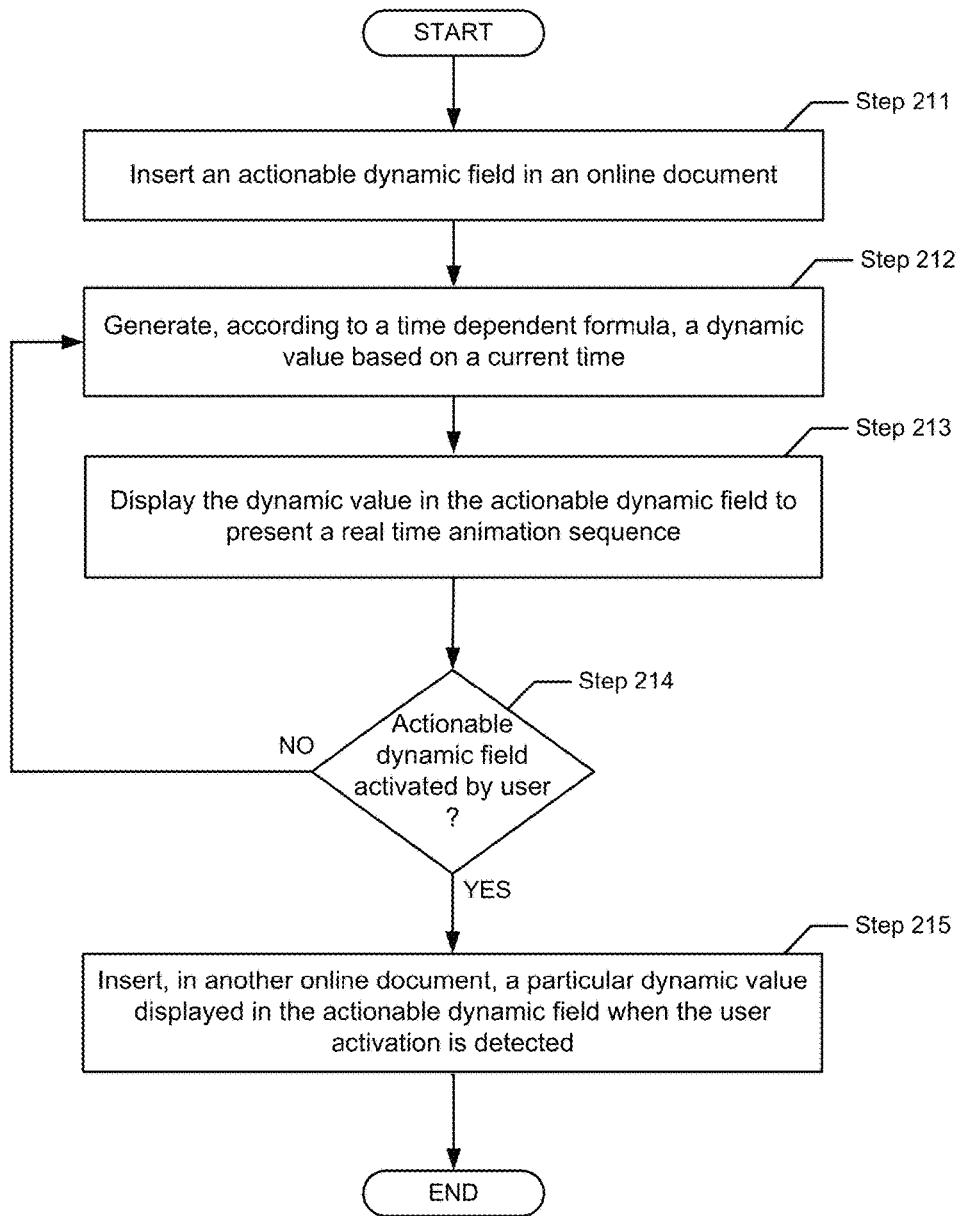 START
Step 211
Insert an actionable dynamic field in an online document
Step 212
Generate, according to a time dependent formula, a dynamic
value based on a current time
Step 213
Display the dynamic value in the actionable dynamic field to
present a real time animation sequence
Step 214
Actionable
dynamic field
activated by user
?
NO
YES
Step 215
Insert, in another online document, a particular dynamic value
displayed in the actionable dynamic field when the user
activation is detected
END